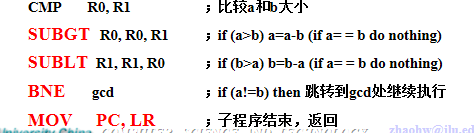 CMP R0, R1 ;比较a和b大小
SUBGT R0, R0, R1 ;if (a>b) a=a-b (if a= = b do nothing)
SUBLT R1, R1, R0 ;if (b>a) b=b-a (if a= = b do nothing)
BNE gcd ;if (a!=b) then 跳转到gcd处继续执行
MOV PC, LR ;子程序结束，返回